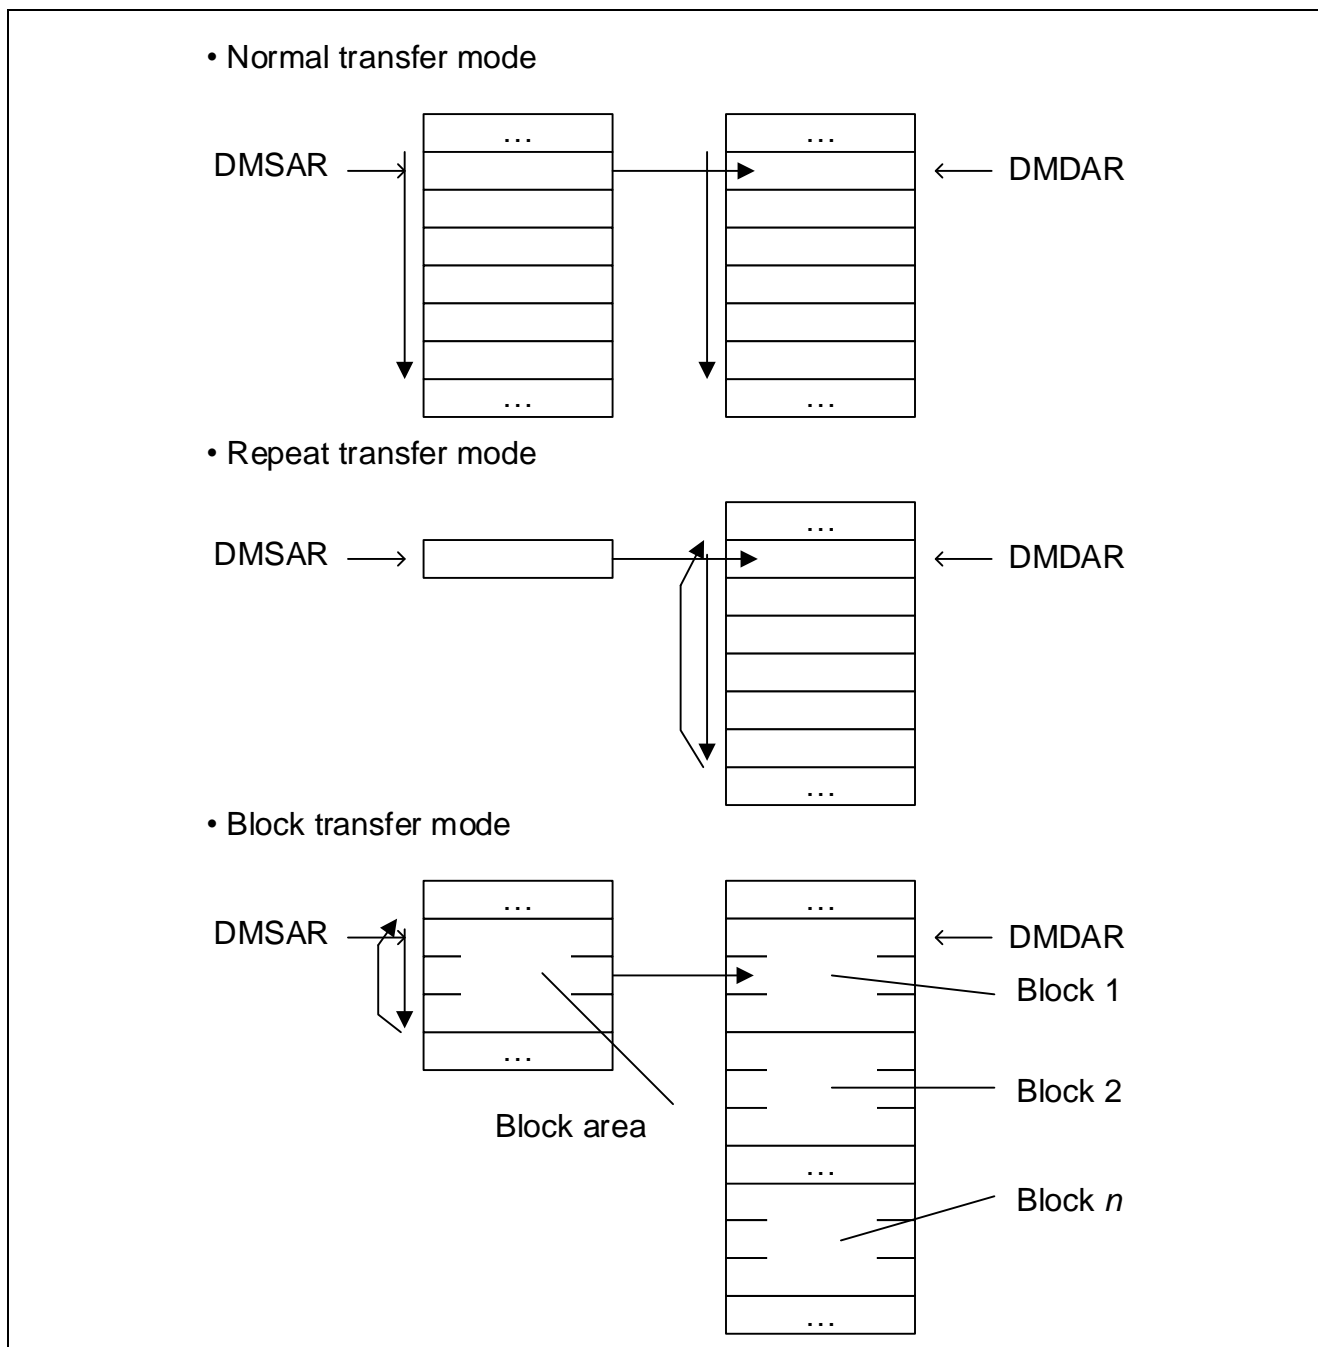 • Normal transfer mode
... ...
DMSAR DMDAR
... ...
• Repeat transfer mode
...
DMSAR DMDAR
...
• Block transfer mode
... ...
DMSAR DMDAR
Block 1
...
Block 2
Block area
...
Block n
...